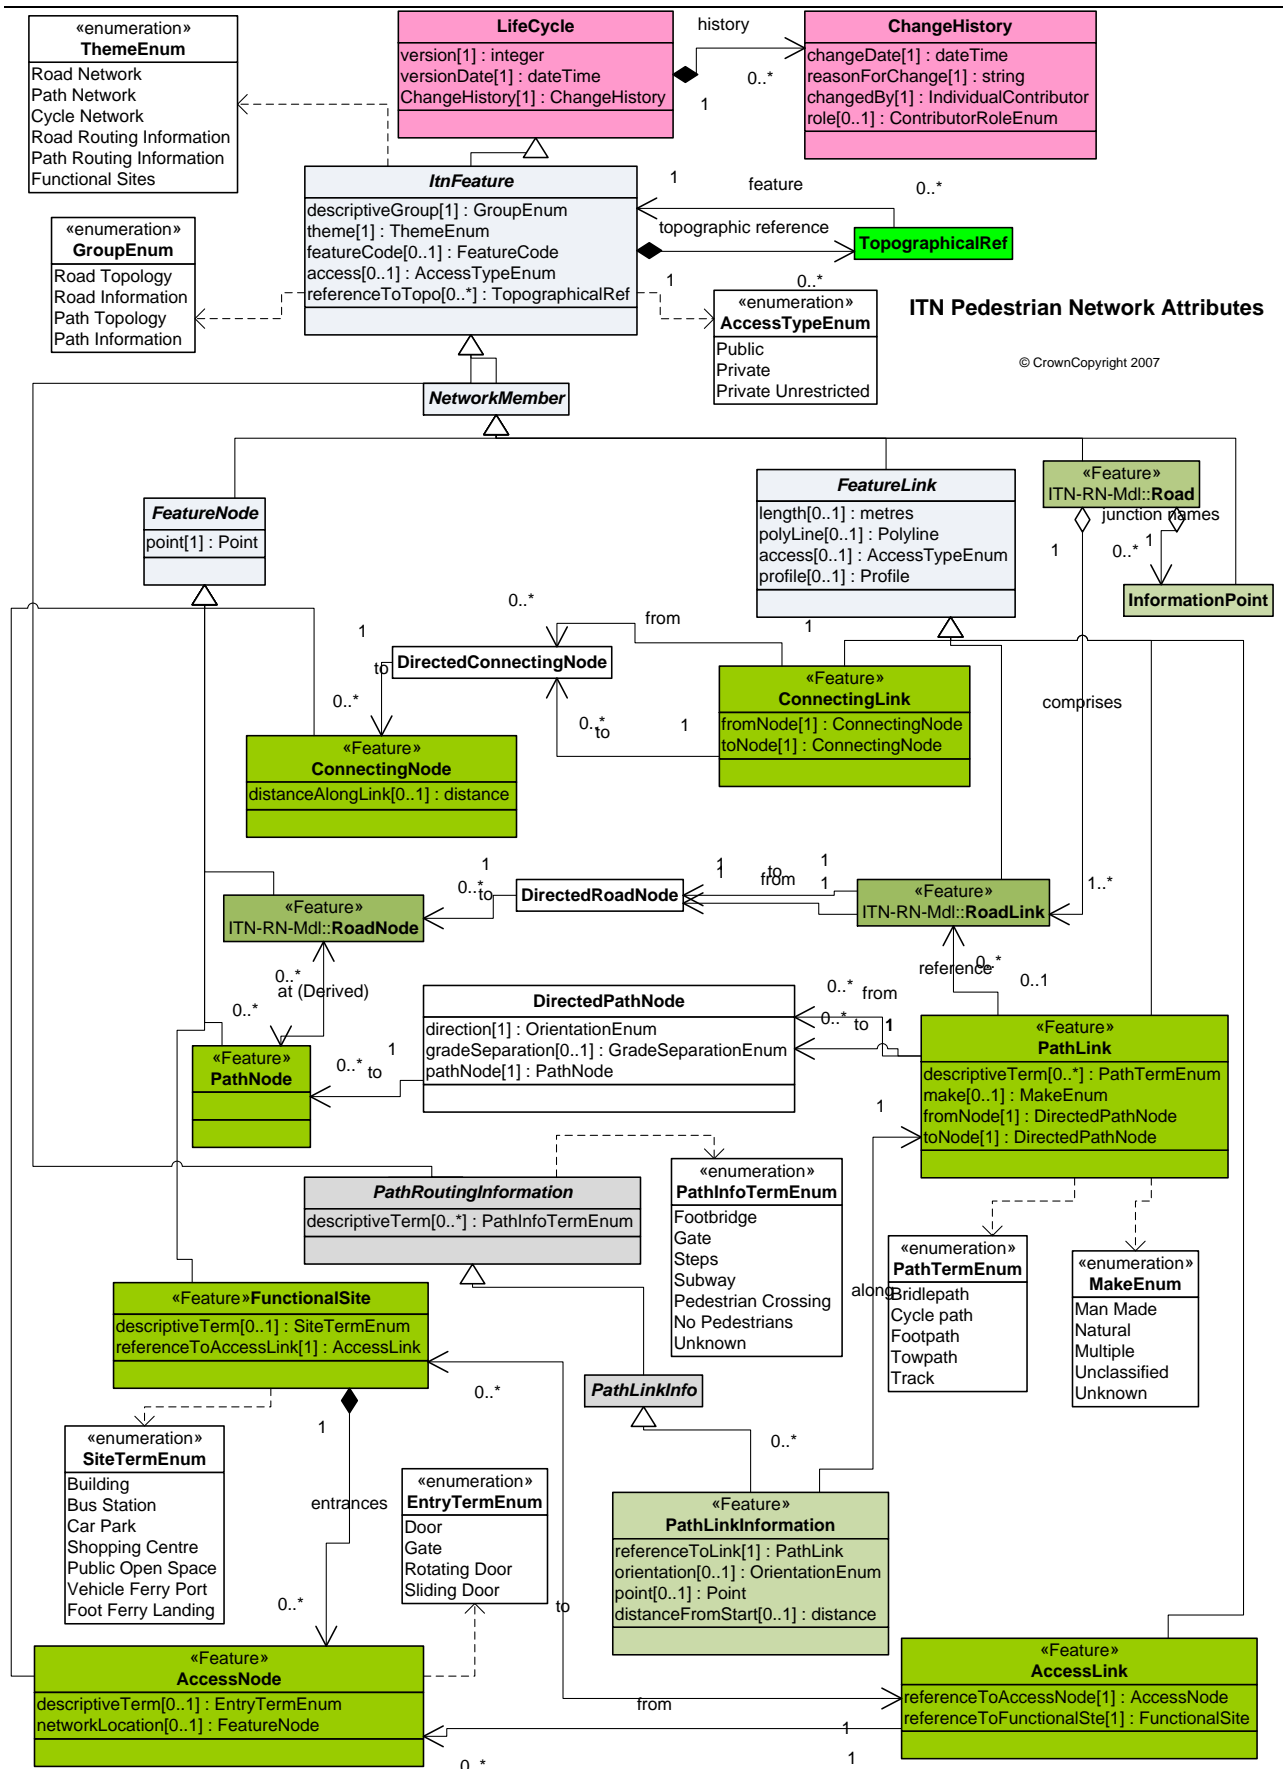 «enumeration»
ThemeEnum
Road Network
Path Network
Cycle Network
Road Routing Information
Path Routing Information
Functional Sites
LifeCycle
version[1] : integer
versionDate[1] : dateTime
ChangeHistory[1] : ChangeHistory
history
0..*
1
ChangeHistory
changeDate[1] : dateTime
reasonForChange[1] : string
changedBy[1] : IndividualContributor
role[0..1] : ContributorRoleEnum
ItnFeature
descriptiveGroup[1] : GroupEnum
theme[1] : ThemeEnum
featureCode[0..1] : FeatureCode
access[0..1] : AccessTypeEnum
referenceToTopo[0..*] : TopographicalRef
1
feature
0..*
topographic reference
TopographicalRef
1
0..*
«enumeration»
GroupEnum
Road Topology
Road Information
Path Topology
Path Information
«enumeration»
AccessTypeEnum
Public
Private
Private Unrestricted
ITN Pedestrian Network Attributes
© CrownCopyright 2007
NetworkMember
FeatureNode
point[1] : Point
FeatureLink
length[0..1] : metres
polyLine[0..1] : Polyline
access[0..1] : AccessTypeEnum
profile[0..1] : Profile
«Feature»
ITN-RN-Mdl::Road
junction names
1
0..*
1
InformationPoint
0..*
from
1
1
to
DirectedConnectingNode
0..*
0..*
to
1
«Feature»
ConnectingLink
fromNode[1] : ConnectingNode
toNode[1] : ConnectingNode
comprises
«Feature»
ConnectingNode
distanceAlongLink[0..1] : distance
1
0..*
to
DirectedRoadNode
1
1
to
from
1
1
1..*
«Feature»
ITN-RN-Mdl::RoadNode
«Feature»
ITN-RN-Mdl::RoadLink
0..*
at (Derived)
0..*
reference
0..*
0..1
DirectedPathNode
direction[1] : OrientationEnum
gradeSeparation[0..1] : GradeSeparationEnum
pathNode[1] : PathNode
0..*
from
0..*
to
1
«Feature»
PathNode
1
0..*
to
«Feature»
PathLink
descriptiveTerm[0..*] : PathTermEnum
make[0..1] : MakeEnum
fromNode[1] : DirectedPathNode
toNode[1] : DirectedPathNode
1
PathRoutingInformation
descriptiveTerm[0..*] : PathInfoTermEnum
«enumeration»
PathInfoTermEnum
Footbridge
Gate
Steps
Subway
Pedestrian Crossing
No Pedestrians
Unknown
along
«enumeration»
PathTermEnum
Bridlepath
Cycle path
Footpath
Towpath
Track
«enumeration»
MakeEnum
Man Made
Natural
Multiple
Unclassified
Unknown
«Feature»FunctionalSite
descriptiveTerm[0..1] : SiteTermEnum
referenceToAccessLink[1] : AccessLink
0..*
1
PathLinkInfo
0..*
«enumeration»
SiteTermEnum
Building
Bus Station
Car Park
Shopping Centre
Public Open Space
Vehicle Ferry Port
Foot Ferry Landing
entrances
0..*
«enumeration»
EntryTermEnum
Door
Gate
Rotating Door
Sliding Door
«Feature»
PathLinkInformation
referenceToLink[1] : PathLink
orientation[0..1] : OrientationEnum
point[0..1] : Point
distanceFromStart[0..1] : distance
to
«Feature»
AccessNode
descriptiveTerm[0..1] : EntryTermEnum
networkLocation[0..1] : FeatureNode
from
«Feature»
AccessLink
referenceToAccessNode[1] : AccessNode
referenceToFunctionalSte[1] : FunctionalSite
1
0..*
1